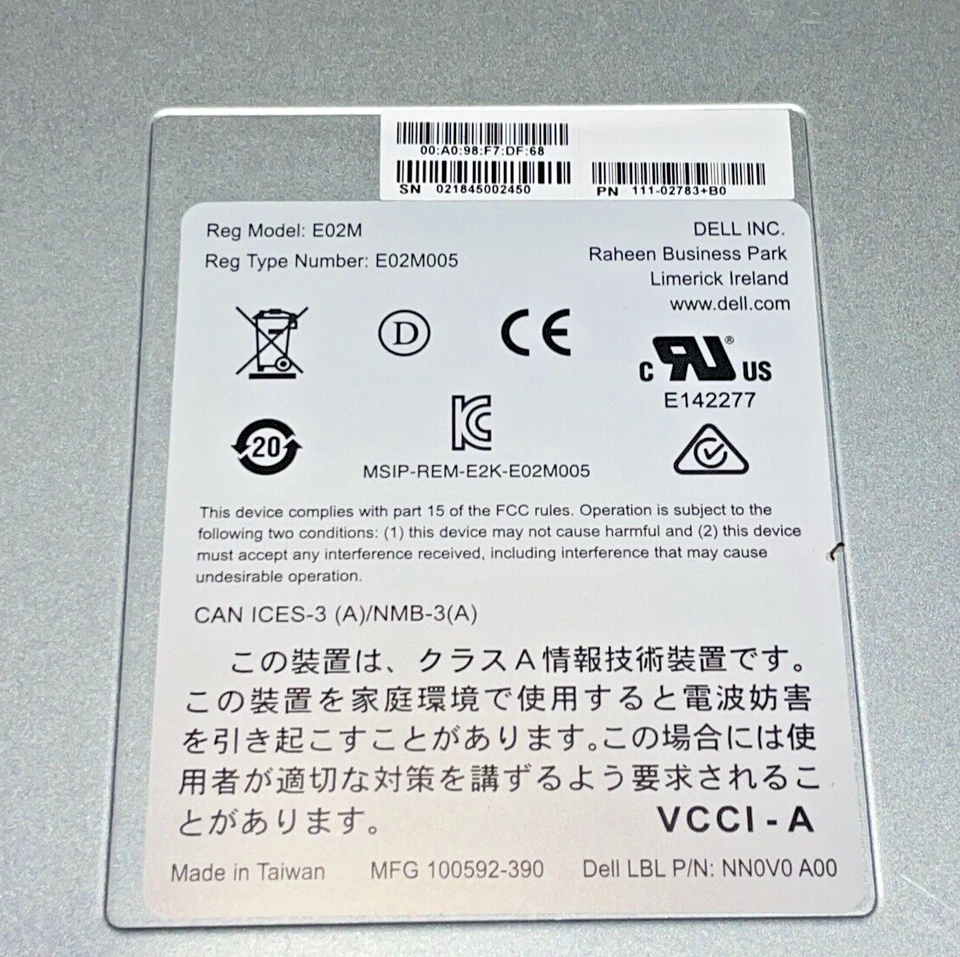 00:A0:98:F7:DF:68
SN 021845002450
PN 111-02783+B0
Reg Model: E02M
Reg Type Number: E02M005
DELL INC.
Raheen Business Park
Limerick Ireland
www.dell.com
D
CE
c RU® US
E142277
20
KC
MSIP-REM-E2K-E02M005
This device complies with part 15 of the FCC rules. Operation is subject to the
following two conditions: (1) this device may not cause harmful and (2) this device
must accept any interference received, including interference that may cause
undesirable operation.
CAN ICES-3 (A)/NMB-3(A)
この装置は、クラスA情報技術装置です。
この装置を家庭環境で使用すると電波妨害
を引き起こすことがあります。この場合には使
用者が適切な対策を講ずるよう要求されるこ
とがあります。
VCCI-A
Made in Taiwan
MFG 100592-390
Dell LBL P/N: NN0V0 A00